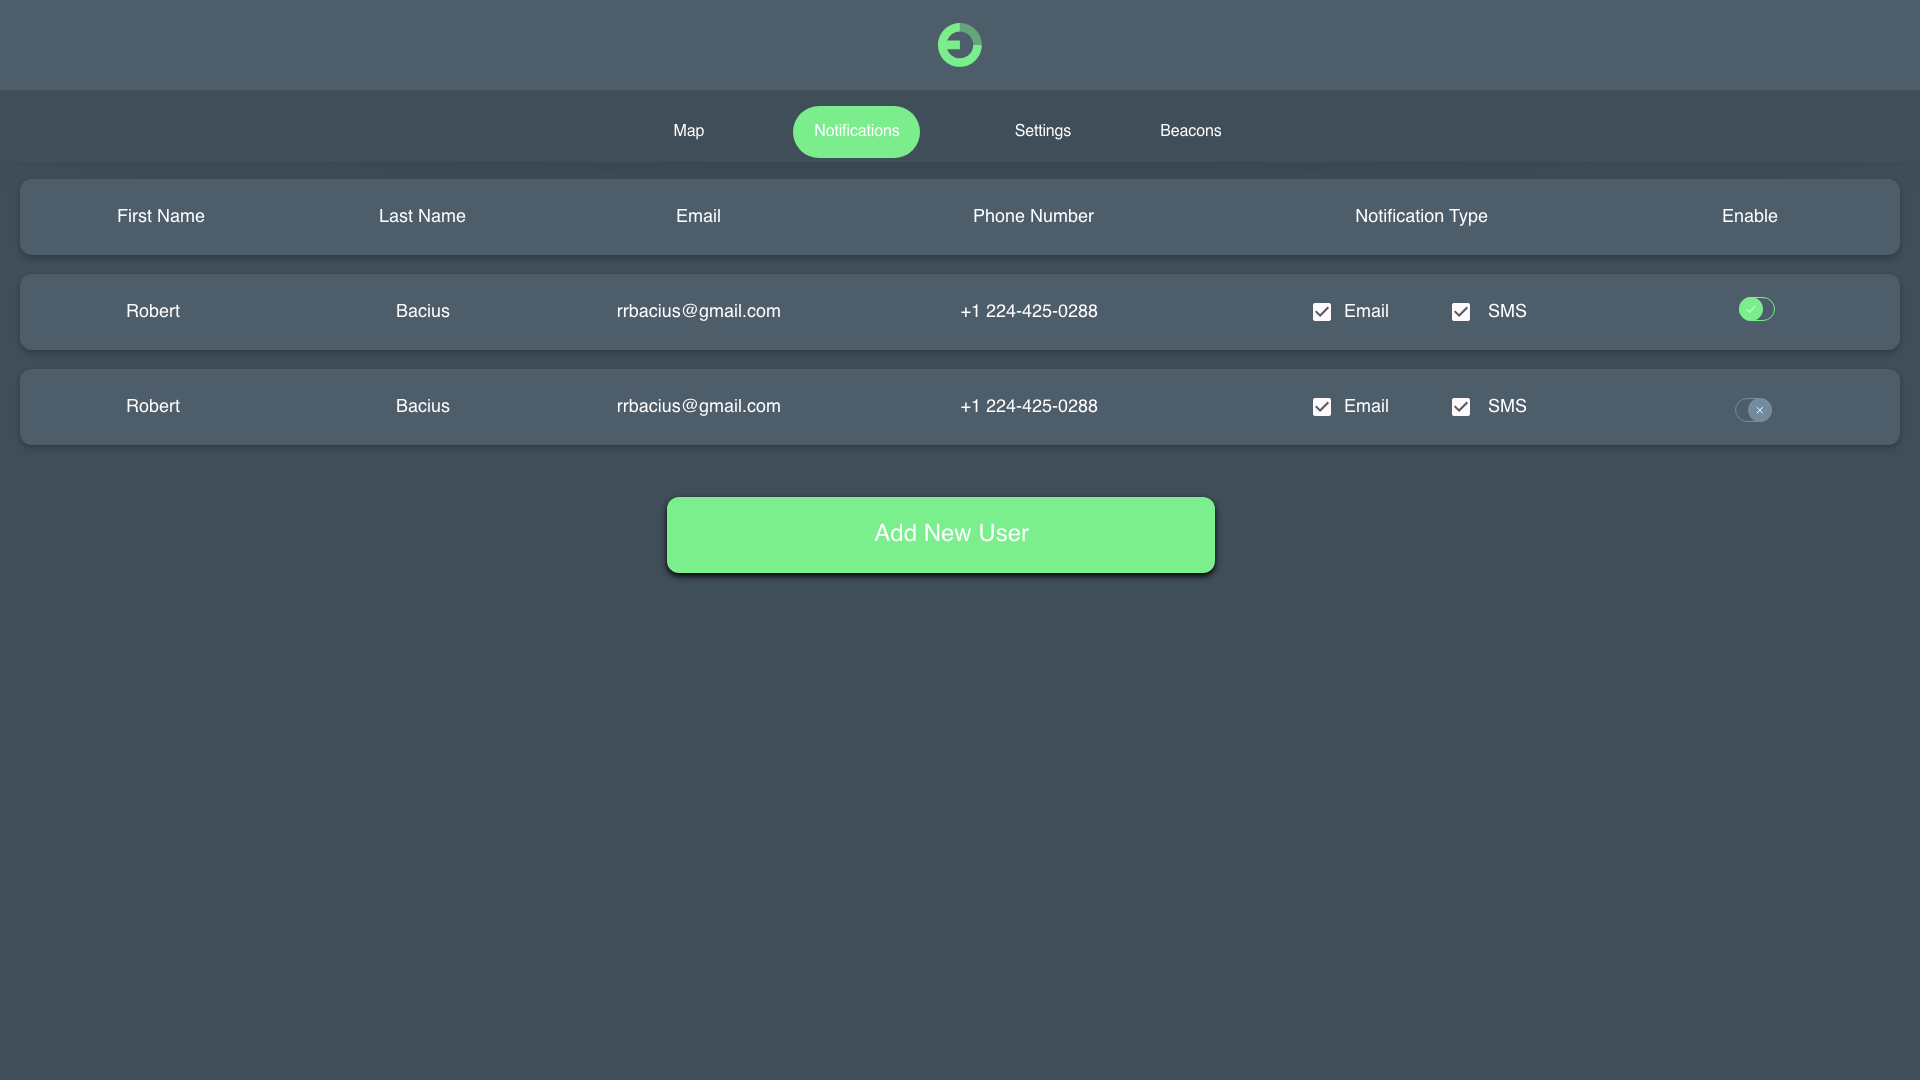 Map Notifications Settings Beacons
First Name Last Name Email Phone Number Notification Type Enable
Robert Bacius rrbacius@gmail.com +1 224-425-0288 Email SMS
Robert Bacius rrbacius@gmail.com +1 224-425-0288 Email SMS
Add New User